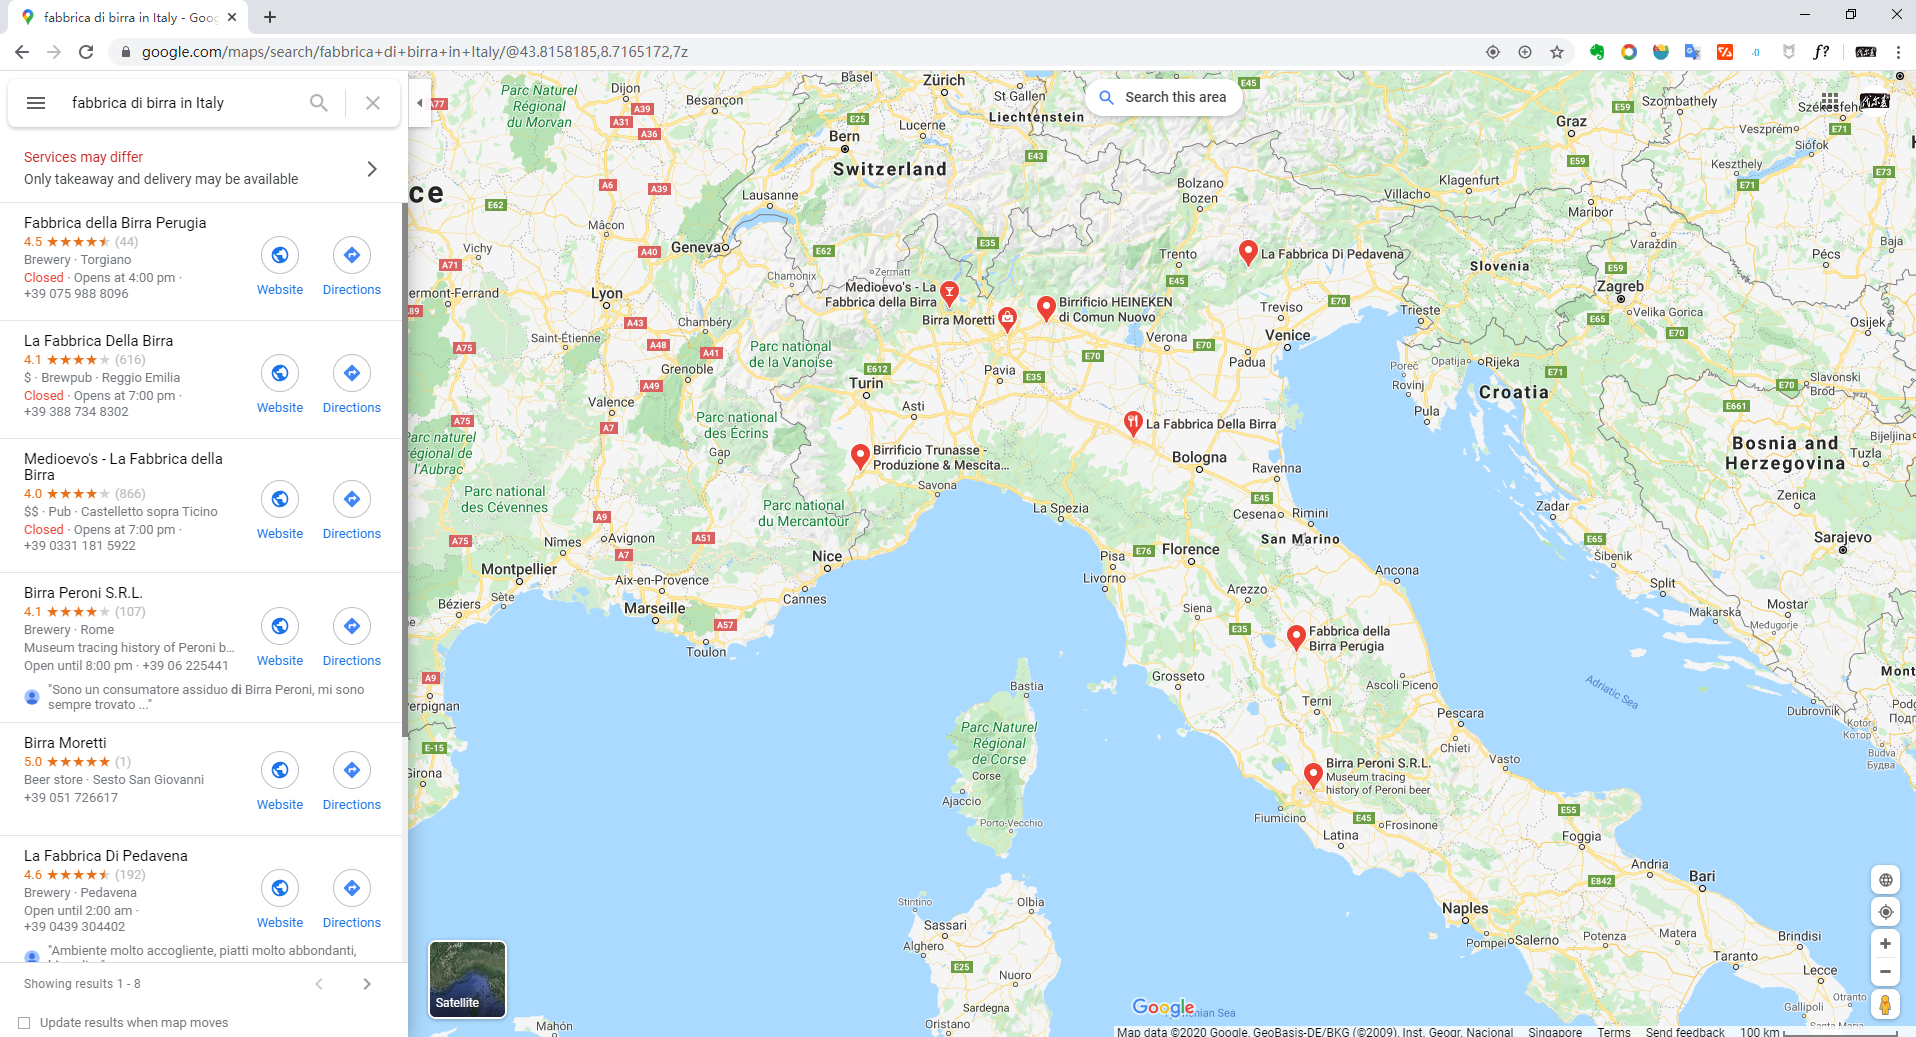 fabbrica di birra in Italy - Goog
google.com/maps/search/fabbrica+di+birra+in+Italy/@43.8158185,8.7165172,7z
fabbrica di birra in Italy
Services may differ
Only takeaway and delivery may be available
Fabbrica della Birra Perugia
4.5 ★★★★★ (44)
Brewery · Torgiano
Closed · Opens at 4:00 pm ·
+39 075 988 8096
Website
Directions
La Fabbrica Della Birra
4.1 ★★★★★ (616)
$ · Brewpub · Reggio Emilia
Closed · Opens at 7:00 pm ·
+39 388 734 8302
Website
Directions
Medioevo's - La Fabbrica della
Birra
4.0 ★★★★★ (866)
$$ · Pub · Castelletto sopra Ticino
Closed · Opens at 7:00 pm ·
+39 0331 181 5922
Website
Directions
Birra Peroni S.R.L.
4.1 ★★★★★ (107)
Brewery · Rome
Museum tracing history of Peroni b...
Open until 8:00 pm · +39 06 225441
"Sono un consumatore assiduo di Birra Peroni, mi sono
sempre trovato ..."
Website
Directions
Birra Moretti
5.0 ★★★★★ (1)
Beer store · Sesto San Giovanni
+39 051 726617
Website
Directions
La Fabbrica Di Pedavena
4.6 ★★★★★ (192)
Brewery · Pedavena
Open until 2:00 am ·
+39 0439 304402
"Ambiente molto accogliente, piatti molto abbondanti,
Website
Directions
Showing results 1 - 8
Update results when map moves
Search this area
Parc Naturel
Régional
du Morvan
Dijon
Besançon
Basel
Zürich
St Gallen
Liechtenstein
Bern
Lucerne
Switzerland
Lausanne
Geneva
Mâcon
Vichy
Lyon
Chamonix
Zermatt
Bolzano
Bozen
Trento
Graz
Szombathely
Veszprém
Siófok
Keszthely
Klagenfurt
Villach
Maribor
Varaždin
Baja
Pécs
Slovenia
Zagreb
Velika Gorica
Osijek
La Fabbrica Di Pedavena
Medioevo's - La
Fabbrica della Birra
Birra Moretti
Birrificio HEINEKEN
di Comun Nuovo
Treviso
Trieste
Venice
Verona
Padua
Pavia
Turin
Asti
Chambéry
Saint-Étienne
Grenoble
Valence
Parc national
de la Vanoise
Parc national
des Écrins
Gap
Parc national
du Mercantour
Parc national
des Cévennes
Opatija
Rijeka
Poreč
Rovinj
Pula
Croatia
Slavonski
Brod
Bosnia and
Herzegovina
Bijeljina
Tuzla
Zenica
Sarajevo
Zadar
Šibenik
Split
Makarska
Mostar
Međugorje
Dubrovnik
La Fabbrica Della Birra
Birrificio Trunasse -
Produzione & Mescita...
Bologna
Ravenna
Savona
La Spezia
Cesena
Rimini
San Marino
Florence
Pisa
Livorno
Arezzo
Siena
Ancona
Nice
Cannes
Avignon
Nîmes
Montpellier
Aix-en-Provence
Marseille
Toulon
Sète
Béziers
Fabbrica della
Birra Perugia
Grosseto
Terni
Ascoli Piceno
Pescara
Chieti
Vasto
Adriatic Sea
Bastia
Parc Naturel
Régional
de Corse
Corse
Ajaccio
Porto-Vecchio
Birra Peroni S.R.L.
Museum tracing
history of Peroni beer
Fiumicino
Latina
Frosinone
Foggia
Andria
Bari
Naples
Pompei
Salerno
Potenza
Matera
Taranto
Brindisi
Lecce
Gallipoli
Otranto
Kotor
Котор
Budva
Будва
Stintino
Sassari
Alghero
Olbia
Nuoro
Sardegna
Oristano
Mahón
Satellite
Google
Map data ©2020 Google, GeoBasis-DE/BKG (©2009), Inst. Geogr. Nacional
Singapore
Terms
Send feedback
100 km